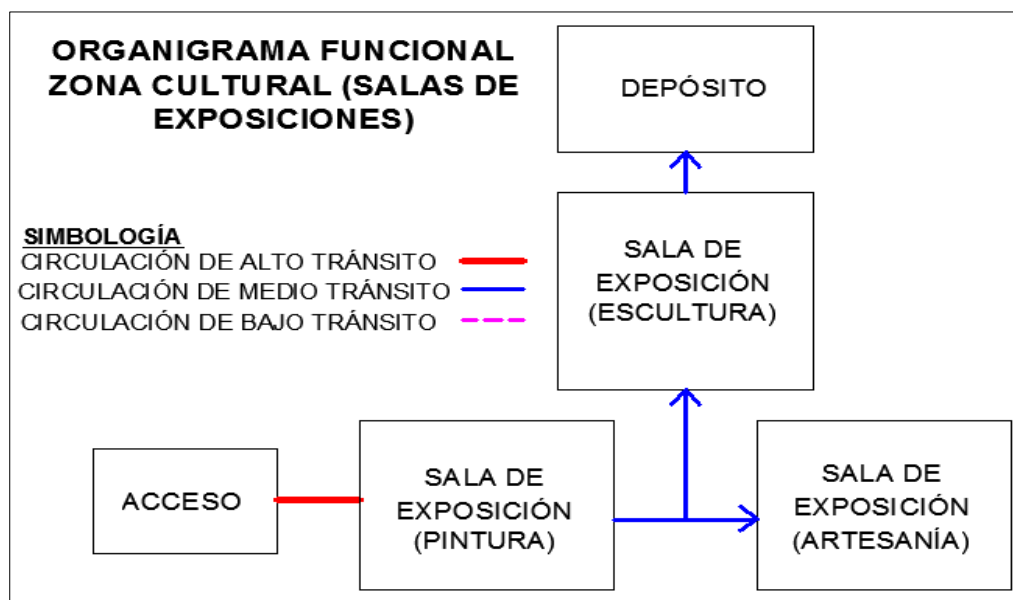 ORGANIGRAMA FUNCIONAL
ZONA CULTURAL (SALAS DE
EXPOSICIONES)
DEPÓSITO
SIMBOLOGÍA
CIRCULACIÓN DE ALTO TRÁNSITO
CIRCULACIÓN DE MEDIO TRÁNSITO
CIRCULACIÓN DE BAJO TRÁNSITO
SALA DE
EXPOSICIÓN
(ESCULTURA)
ACCESO
SALA DE
EXPOSICIÓN
(PINTURA)
SALA DE
EXPOSICIÓN
(ARTESANÍA)